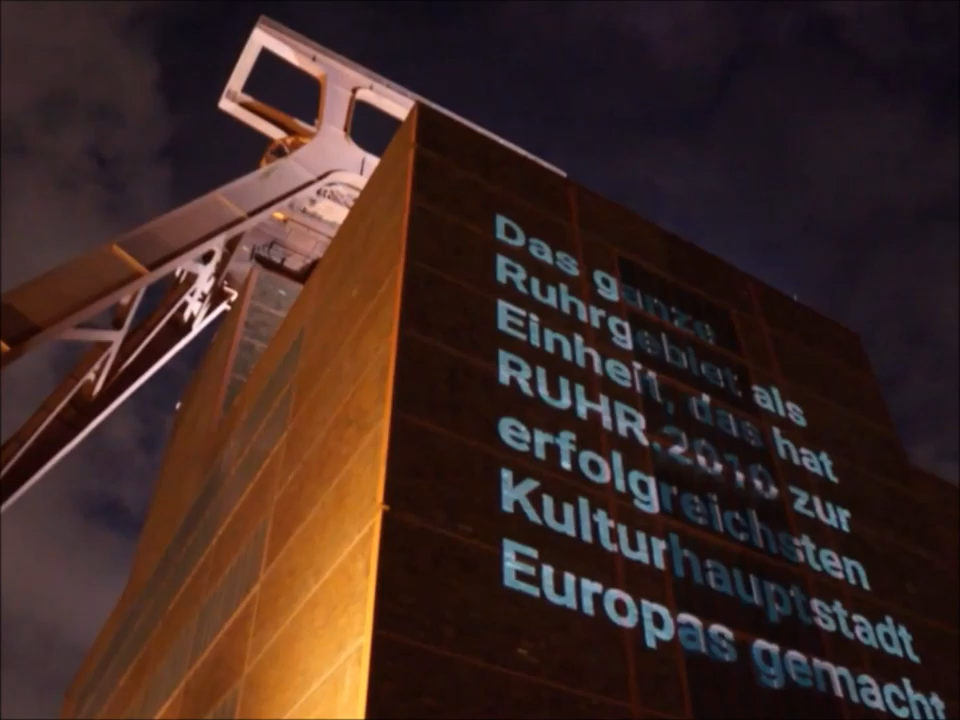 Das ganze
Ruhrgebiet als
Einheit, das hat
RUHR.2010 zur
erfolgreichsten
Kulturhauptstadt
Europas gemacht